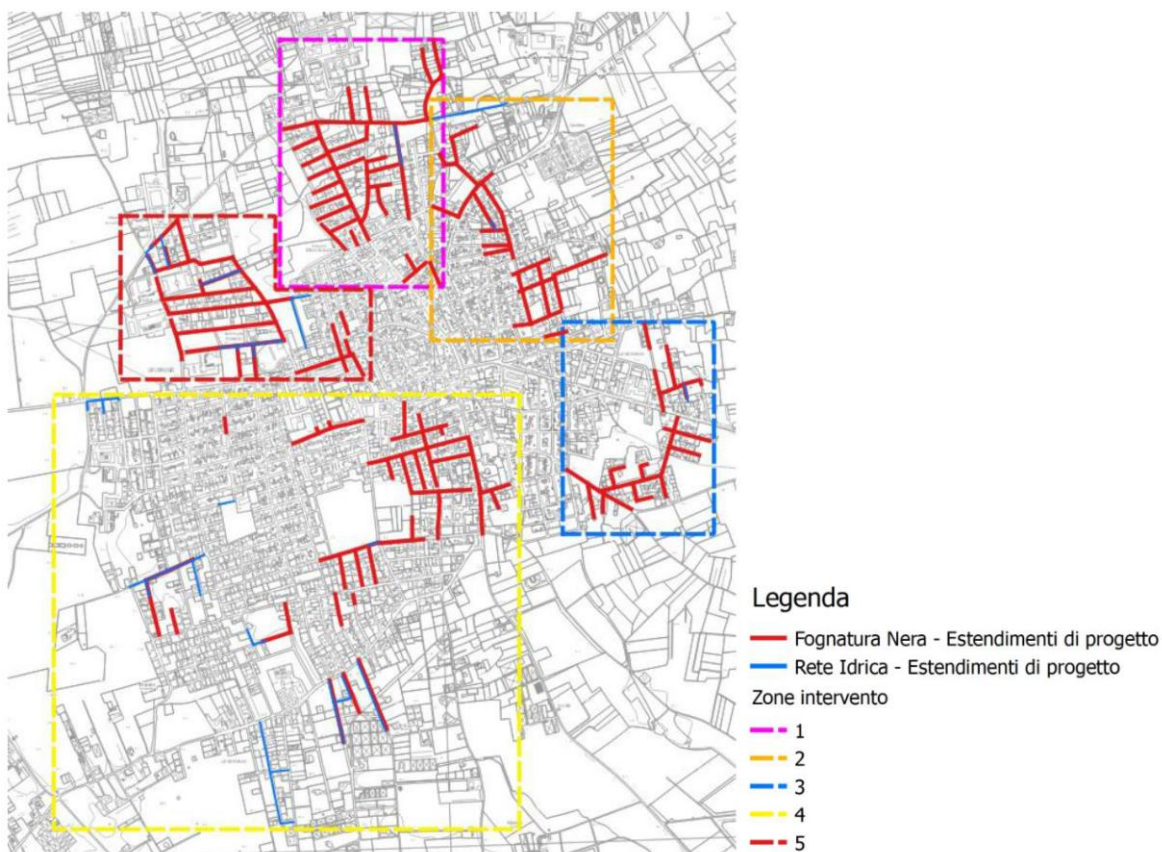 Legenda
Fognatura Nera - Estendimenti di progetto
Rete Idrica - Estendimenti di progetto
Zone intervento
1
2
3
4
5